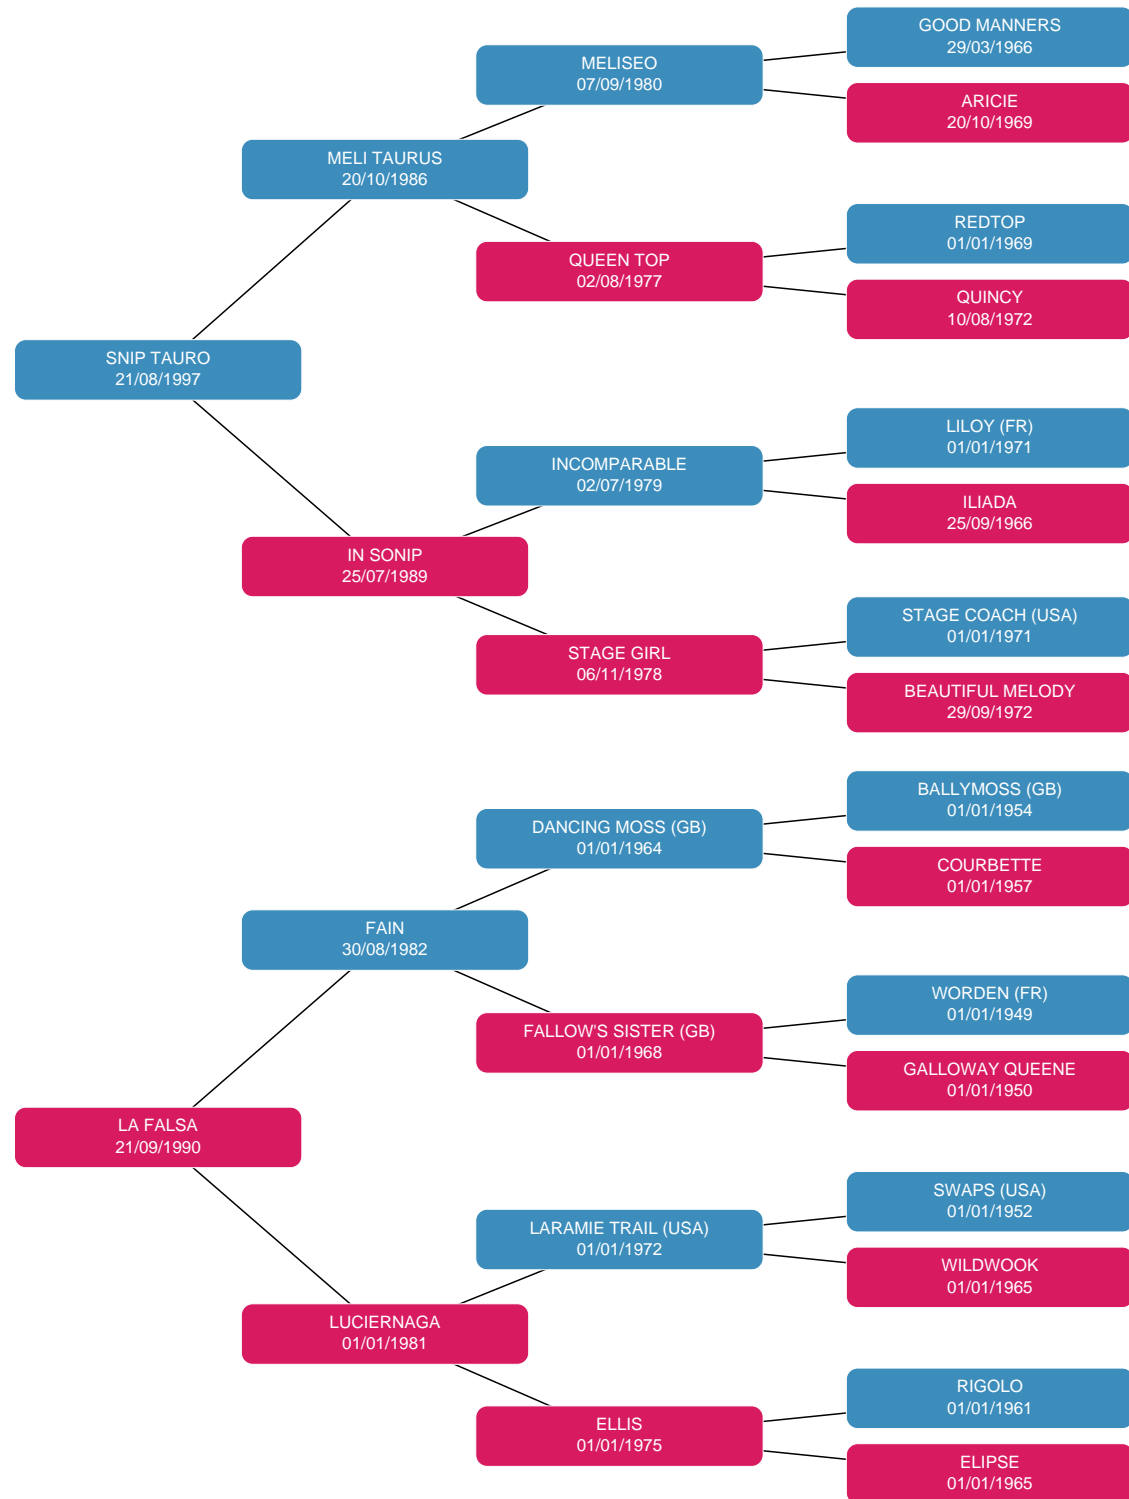 GOOD MANNERS
29/03/1966
MELISEO
07/09/1980
ARICIE
20/10/1969
MELI TAURUS
20/10/1986
REDTOP
01/01/1969
QUEEN TOP
02/08/1977
QUINCY
10/08/1972
SNIP TAURO
21/08/1997
LILOY (FR)
01/01/1971
INCOMPARABLE
02/07/1979
ILIADA
25/09/1966
IN SONIP
25/07/1989
STAGE COACH (USA)
01/01/1971
STAGE GIRL
06/11/1978
BEAUTIFUL MELODY
29/09/1972
BALLYMOSS (GB)
01/01/1954
DANCING MOSS (GB)
01/01/1964
COURBETTE
01/01/1957
FAIN
30/08/1982
WORDEN (FR)
01/01/1949
FALLOW'S SISTER (GB)
01/01/1968
GALLOWAY QUEENE
01/01/1950
LA FALSA
21/09/1990
SWAPS (USA)
01/01/1952
LARAMIE TRAIL (USA)
01/01/1972
WILDWOOK
01/01/1965
LUCIERNAGA
01/01/1981
RIGOLO
01/01/1961
ELLIS
01/01/1975
ELIPSE
01/01/1965